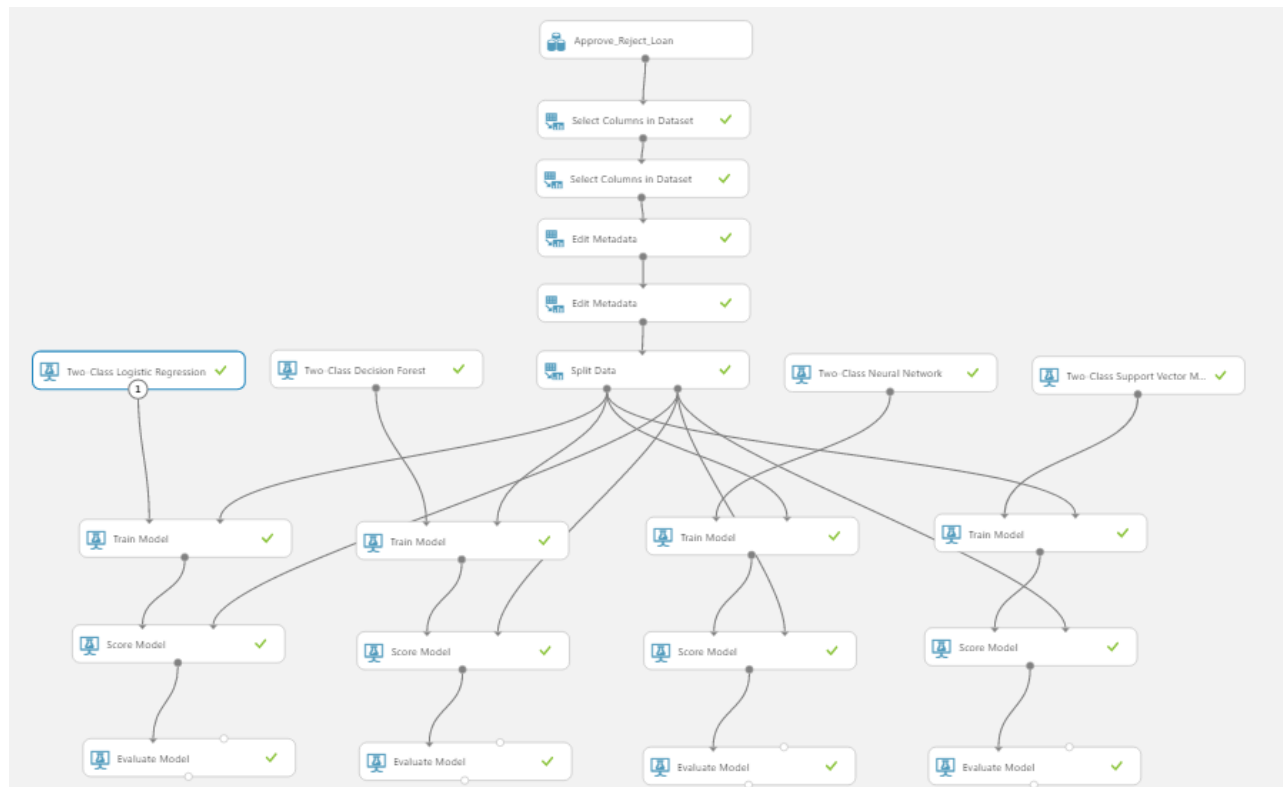 Approve_Reject_Loan
Select Columns in Dataset
Select Columns in Dataset
Edit Metadata
Edit Metadata
Two-Class Logistic Regression
Two-Class Decision Forest
Split Data
Two-Class Neural Network
Two-Class Support Vector M...
1
Train Model
Train Model
Train Model
Train Model
Score Model
Score Model
Score Model
Score Model
Evaluate Model
Evaluate Model
Evaluate Model
Evaluate Model